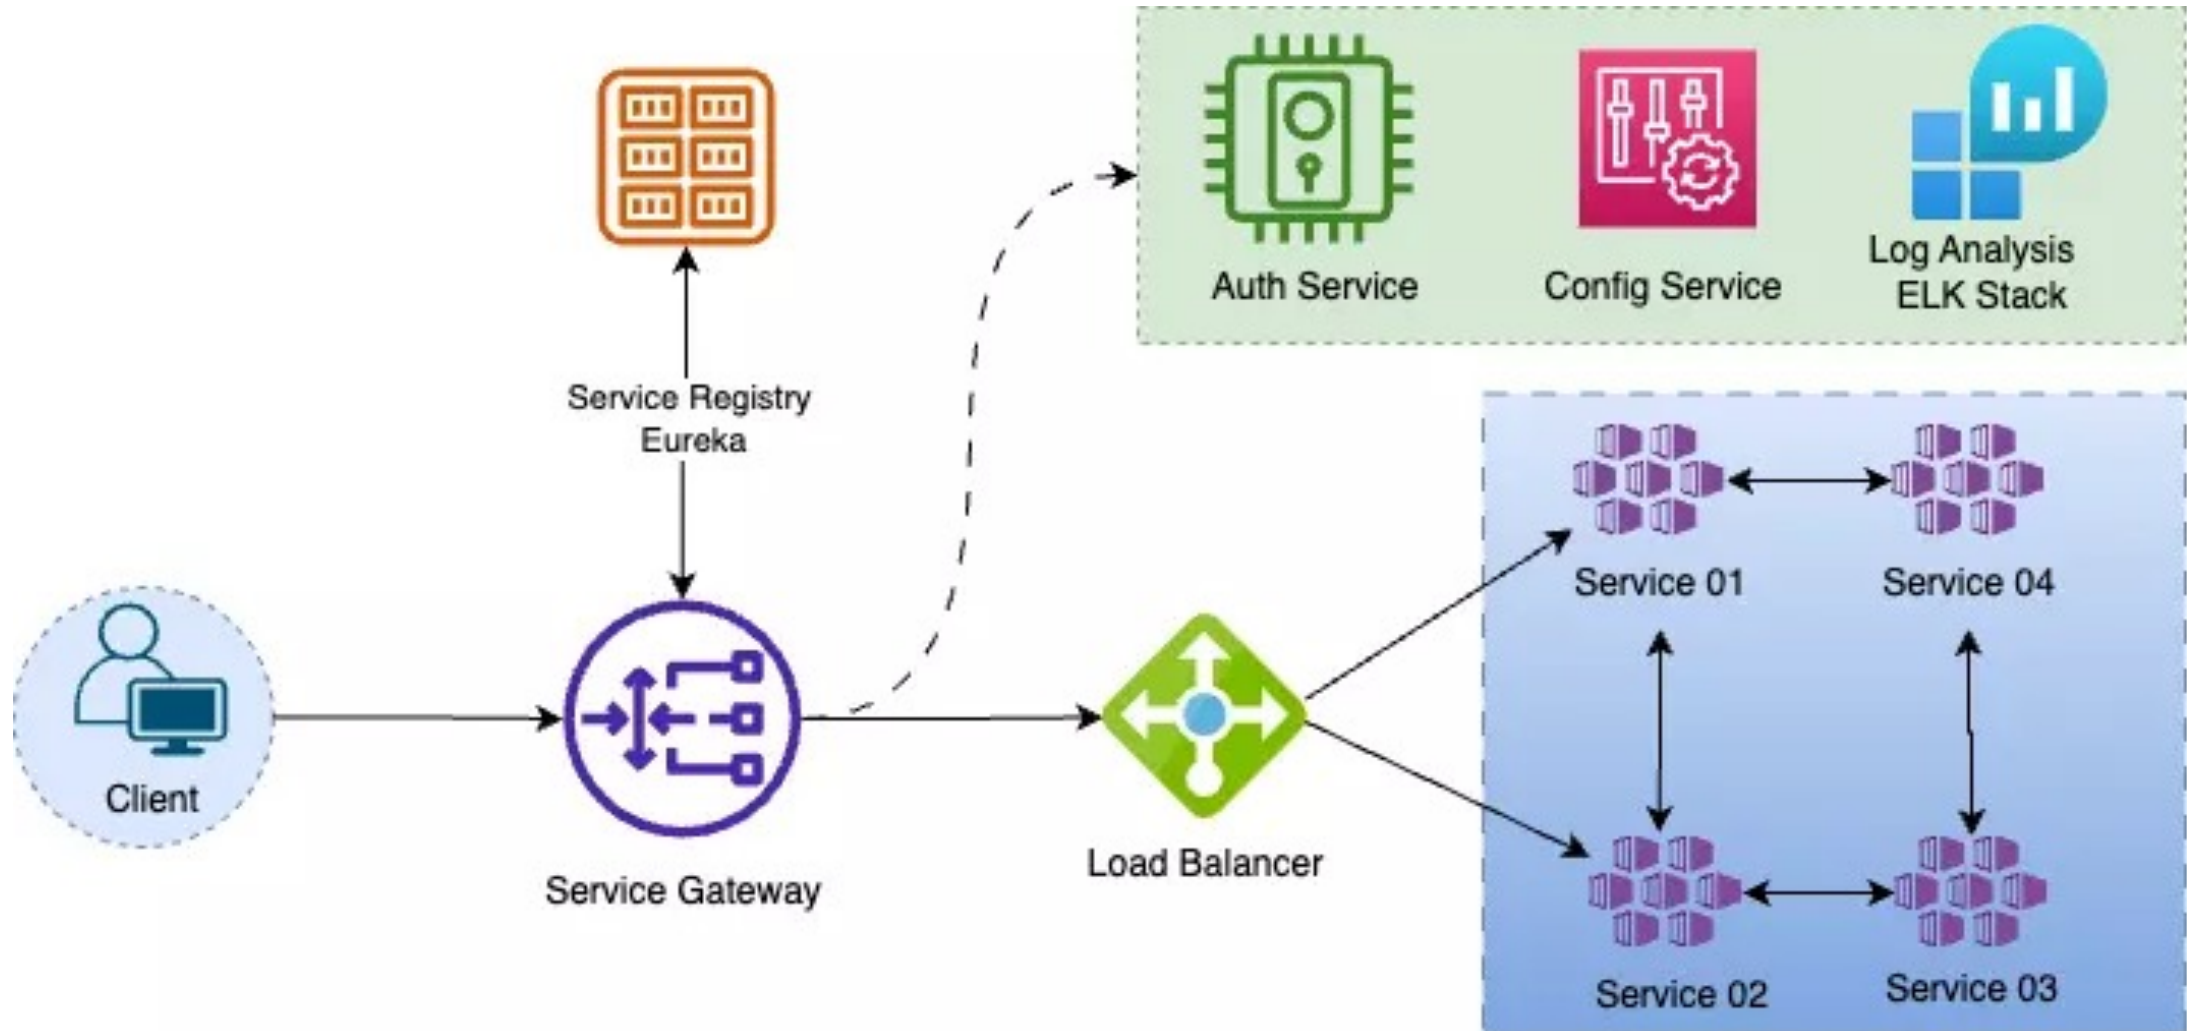 Auth Service
Config Service
Log Analysis
ELK Stack
Service Registry
Eureka
Client
Service Gateway
Load Balancer
Service 01
Service 04
Service 02
Service 03